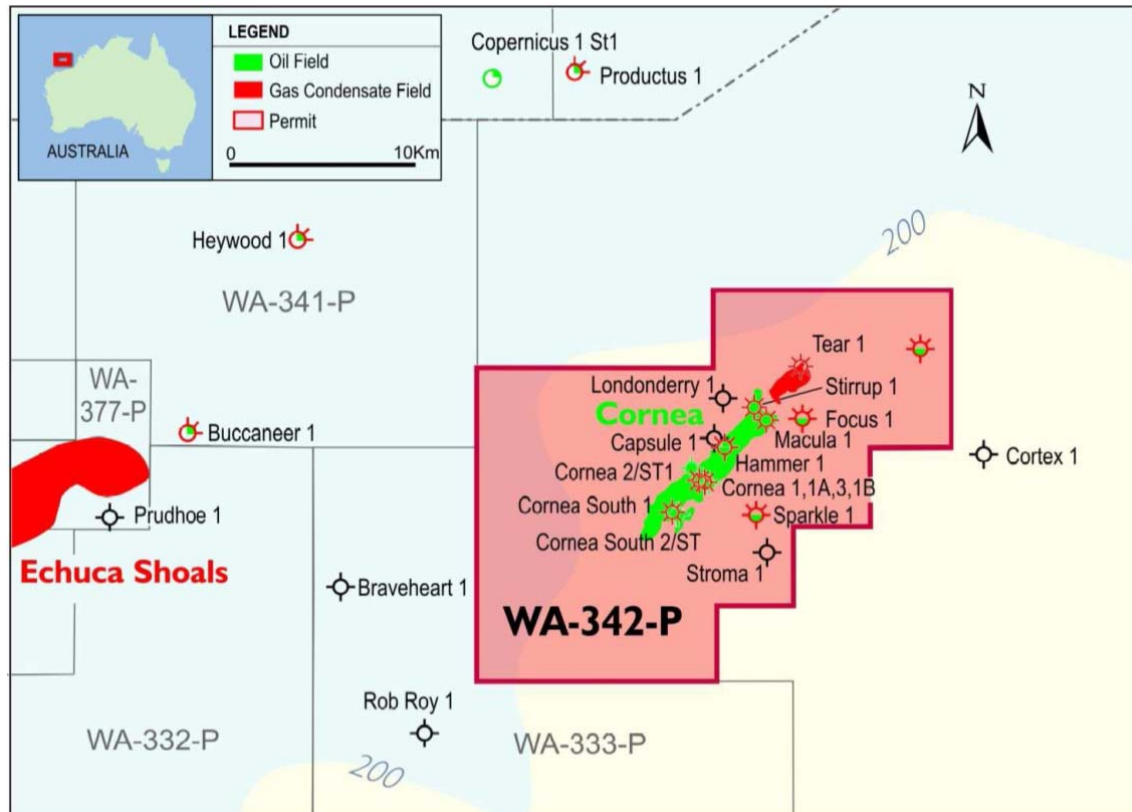 LEGEND
Oil Field
Gas Condensate Field
Permit
0 10Km
AUSTRALIA
Copernicus 1 St1
Productus 1
N
200
Heywood 1
WA-341-P
WA-
377-P
Buccaneer 1
Prudhoe 1
Echuca Shoals
Braveheart 1
Rob Roy 1
WA-332-P
200
WA-333-P
Tear 1
Londonderry 1
Stirrup 1
Cornea
Focus 1
Capsule 1
Macula 1
Hammer 1
Cornea 2/ST1
Cornea 1,1A,3,1B
Cornea South 1
Sparkle 1
Cornea South 2/ST
Stroma 1
Cortex 1
WA-342-P